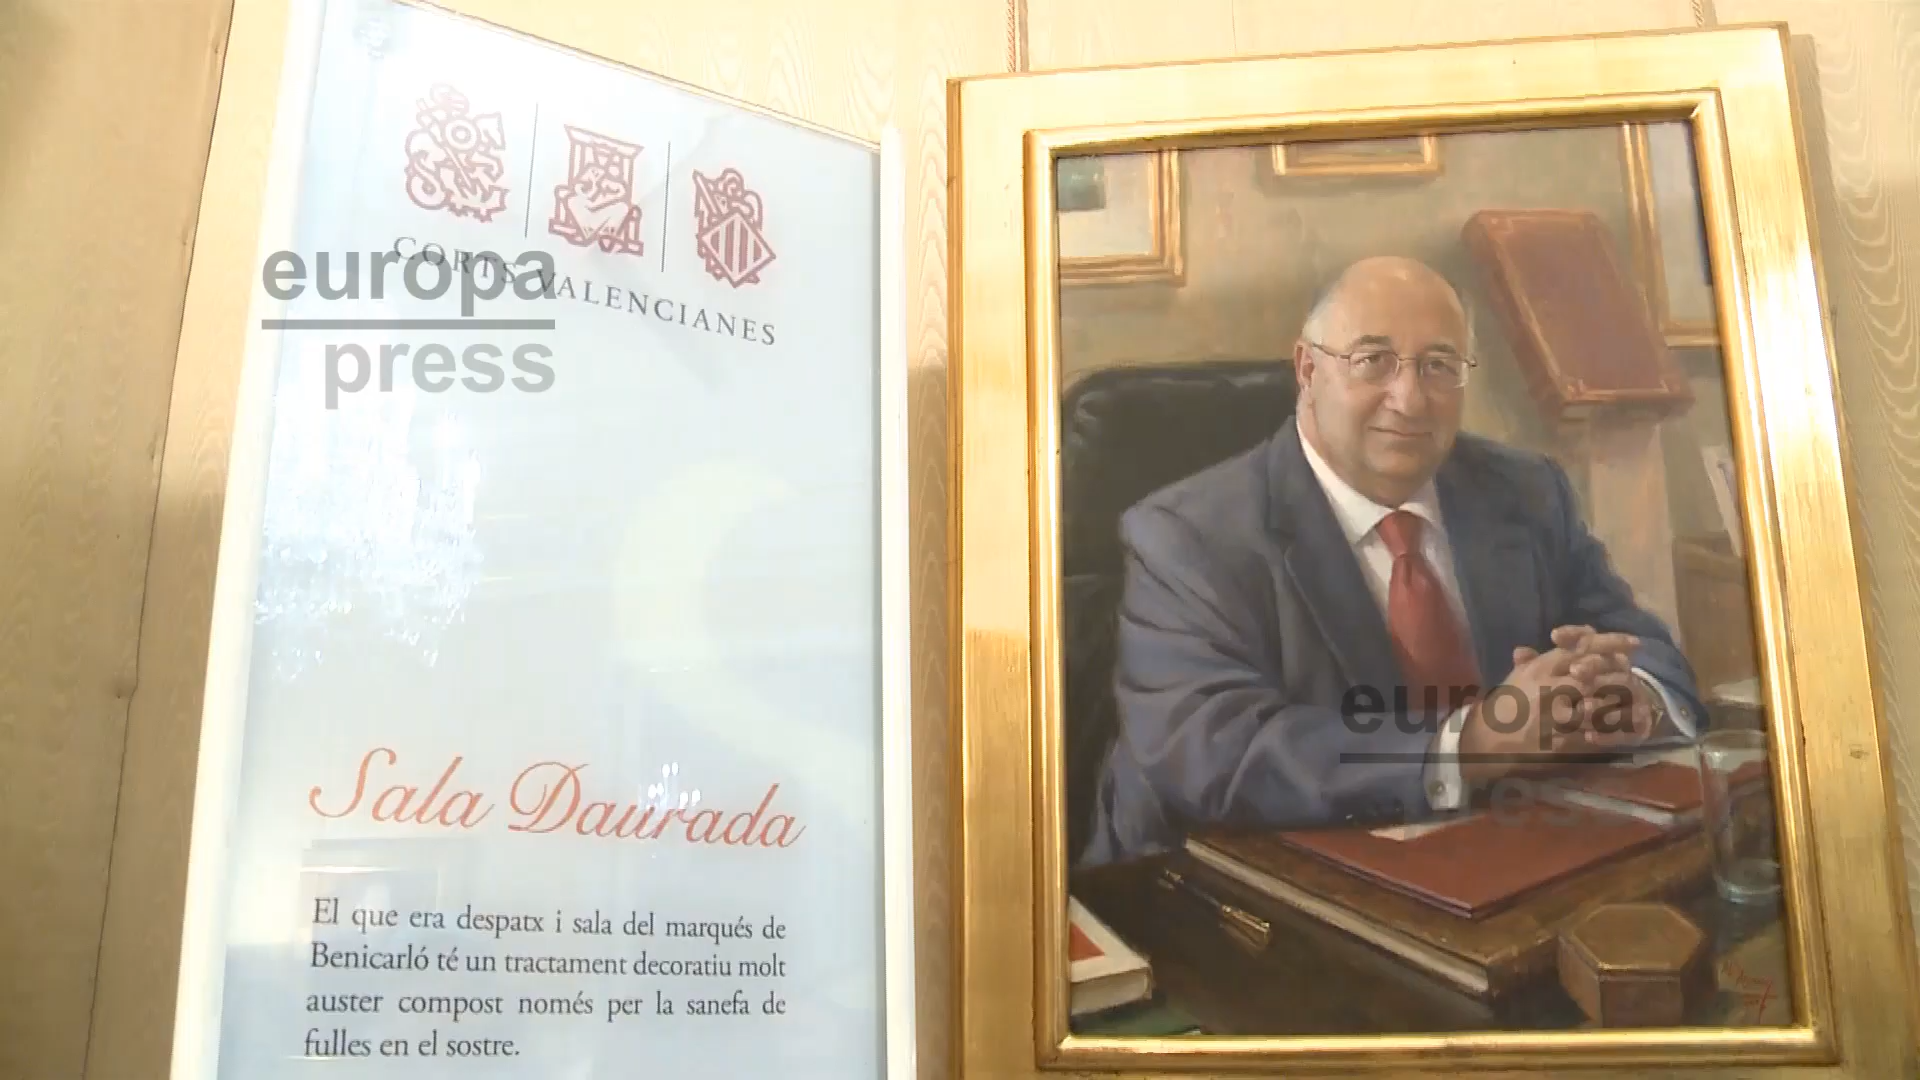 CORTS VALENCIANES
europa
press
Sala Daurada
El que era despatx i sala del marqués de
Benicarló té un tractament decoratiu molt
auster compost només per la sanefa de
fulles en el sostre.
europa
press